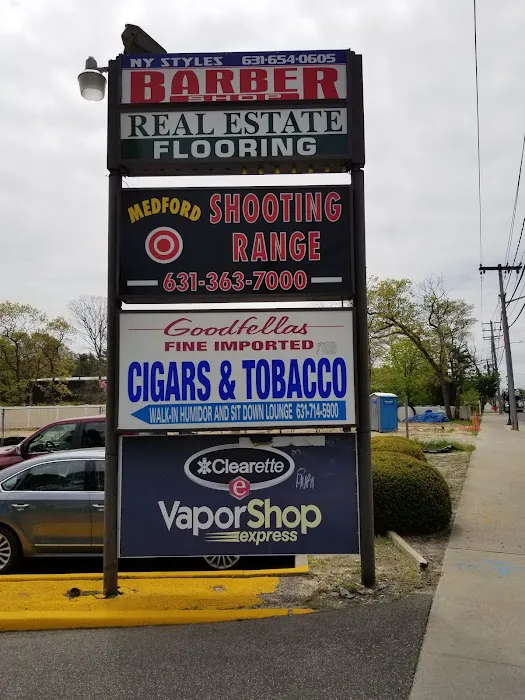 NY STYLES 631-654-0605
BARBER
SHOP
REAL ESTATE
FLOORING
MEDFORD SHOOTING
RANGE
631-363-7000
Goodfellas
FINE IMPORTED
CIGARS & TOBACCO
WALK-IN HUMIDOR AND SIT DOWN LOUNGE 631-714-5900
Clearette
e
VaporShop
express